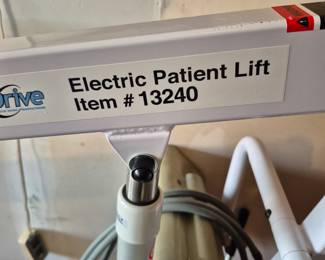 Drive
Electric Patient Lift
Item # 13240